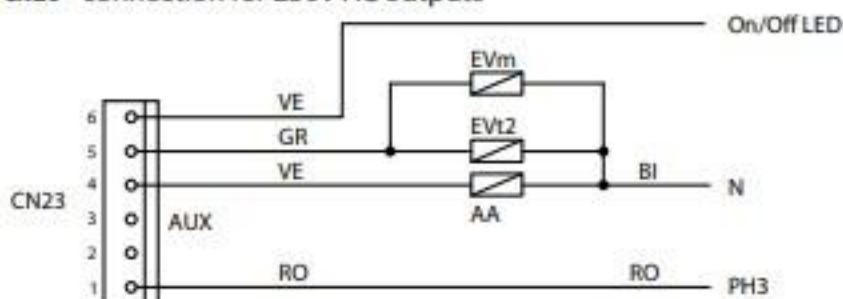 On/Off LED
EVm
VE
6
EVt2
GR
5
VE
BI
4
N
CN23
3
AUX
AA
2
RO
RO
1
PH3